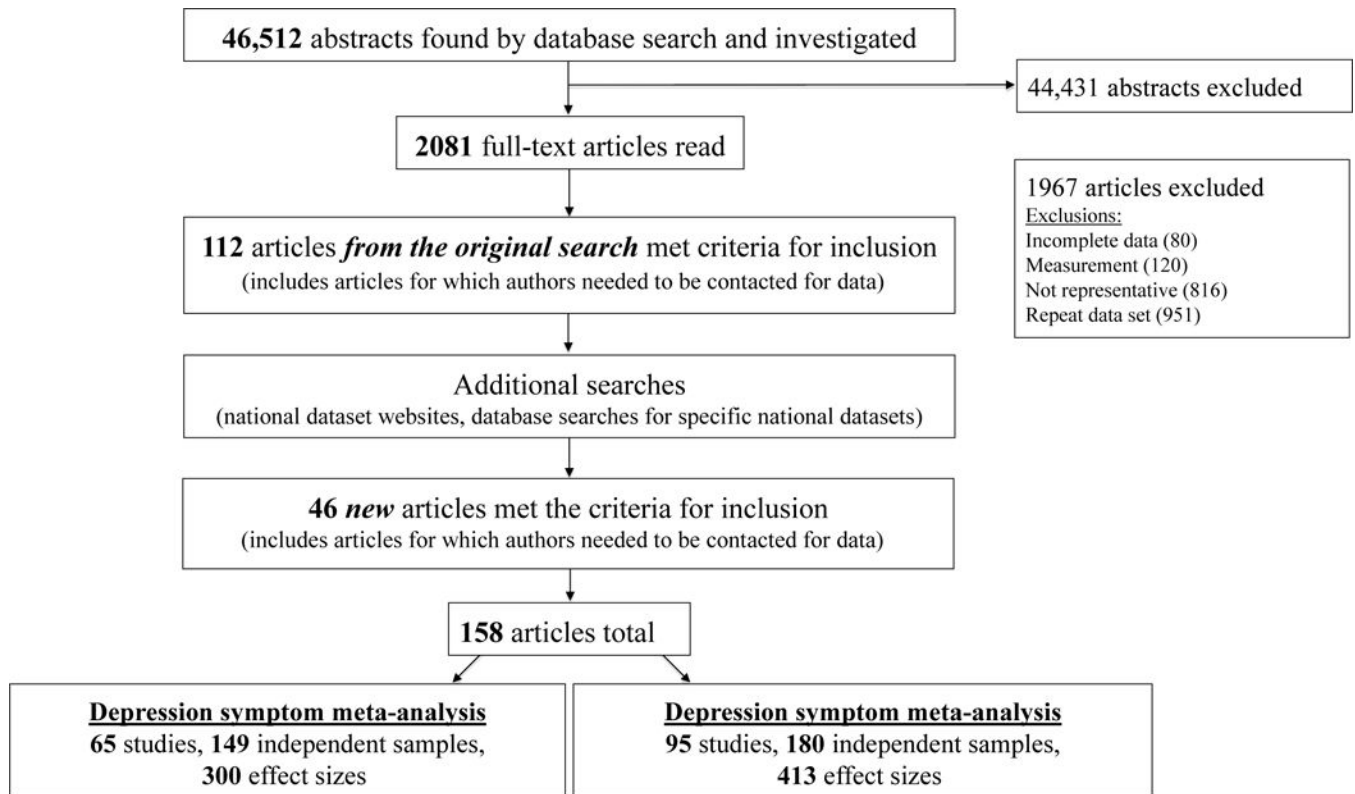 46,512 abstracts found by database search and investigated
44,431 abstracts excluded
2081 full-text articles read
1967 articles excluded
Exclusions:
Incomplete data (80)
Measurement (120)
Not representative (816)
Repeat data set (951)
112 articles from the original search met criteria for inclusion
(includes articles for which authors needed to be contacted for data)
Additional searches
(national dataset websites, database searches for specific national datasets)
46 new articles met the criteria for inclusion
(includes articles for which authors needed to be contacted for data)
158 articles total
Depression symptom meta-analysis
65 studies, 149 independent samples,
300 effect sizes
Depression symptom meta-analysis
95 studies, 180 independent samples,
413 effect sizes